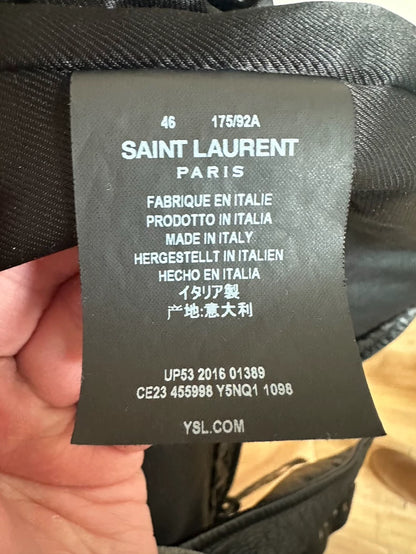 46 175/92A
SAINT LAURENT
PARIS
FABRIQUE EN ITALIE
PRODOTTO IN ITALIA
MADE IN ITALY
HERGESTELLT IN ITALIEN
HECHO EN ITALIA
イタリア製
产地:意大利
UP53 2016 01389
CE23 455998 Y5NQ1 1098
YSL.COM